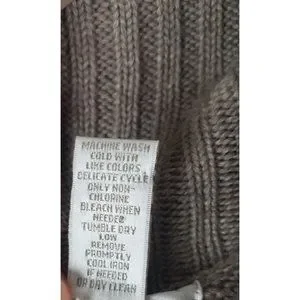 MACHINE WASH
COLD WITH
LIKE COLORS
DELICATE CYCLE
ONLY NON-
CHLORINE
BLEACH WHEN
NEEDED
TUMBLE DRY
LOW
REMOVE
PROMPTLY
COOL IRON
IF NEEDED
OR DRY CLEAN